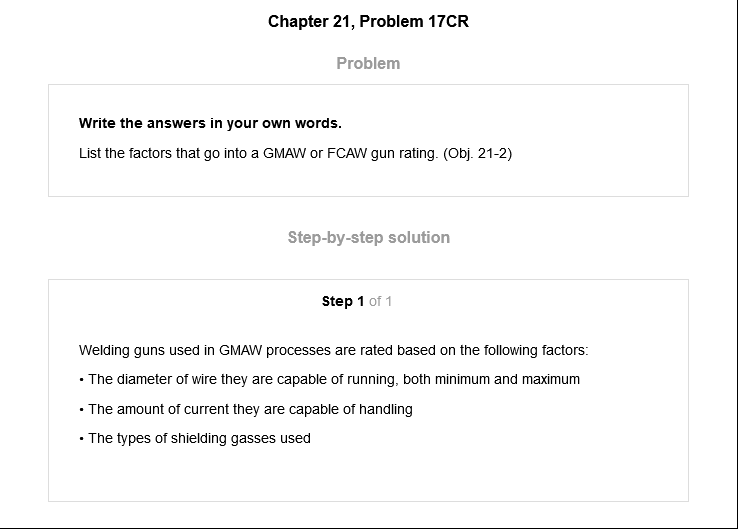 Chapter 21, Problem 17CR
Problem
Write the answers in your own words.
List the factors that go into a GMAW or FCAW gun rating. (Obj. 21-2)
Step-by-step solution
Step 1 of 1
Welding guns used in GMAW processes are rated based on the following factors:
• The diameter of wire they are capable of running, both minimum and maximum
• The amount of current they are capable of handling
• The types of shielding gasses used